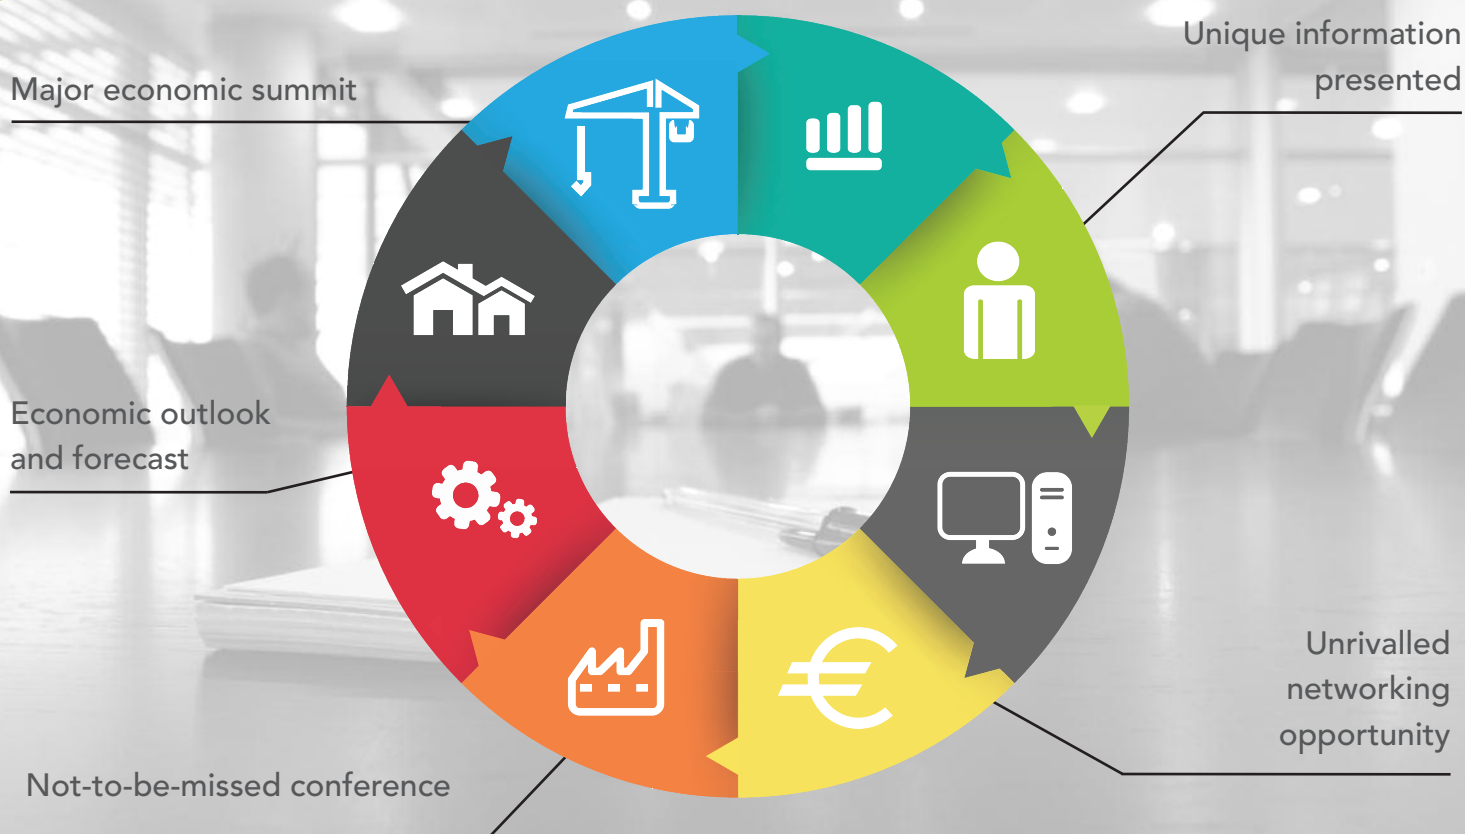 Major economic summit
Unique information
presented
Economic outlook
and forecast
Unrivalled
networking
opportunity
Not-to-be-missed conference